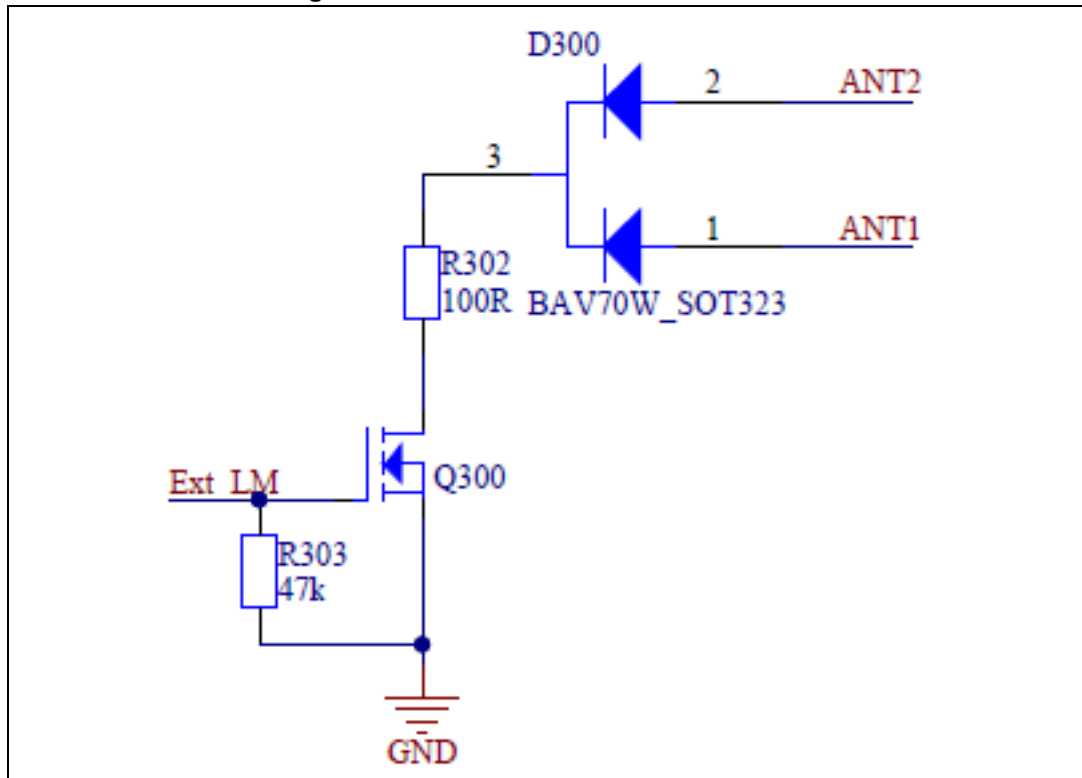 D300
2
ANT2
3
1
ANT1
R302
100R
BAV70W_SOT323
Ext_LM
Q300
R303
47k
GND